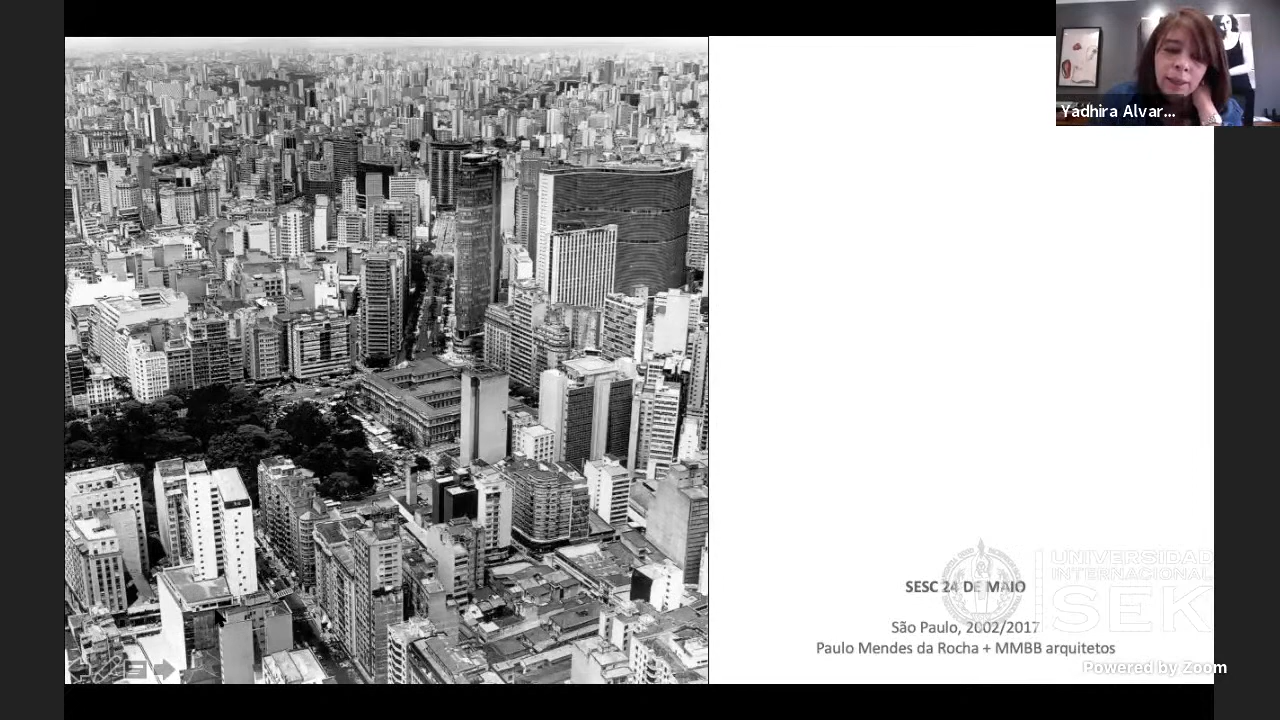 Yadhira Alvar...
SESC 24 DE MAIO
São Paulo, 2002/2017
Paulo Mendes da Rocha + MMBB arquitetos
UNIVERSIDAD
INTERNACIONAL
SEK
Powered by Zoom